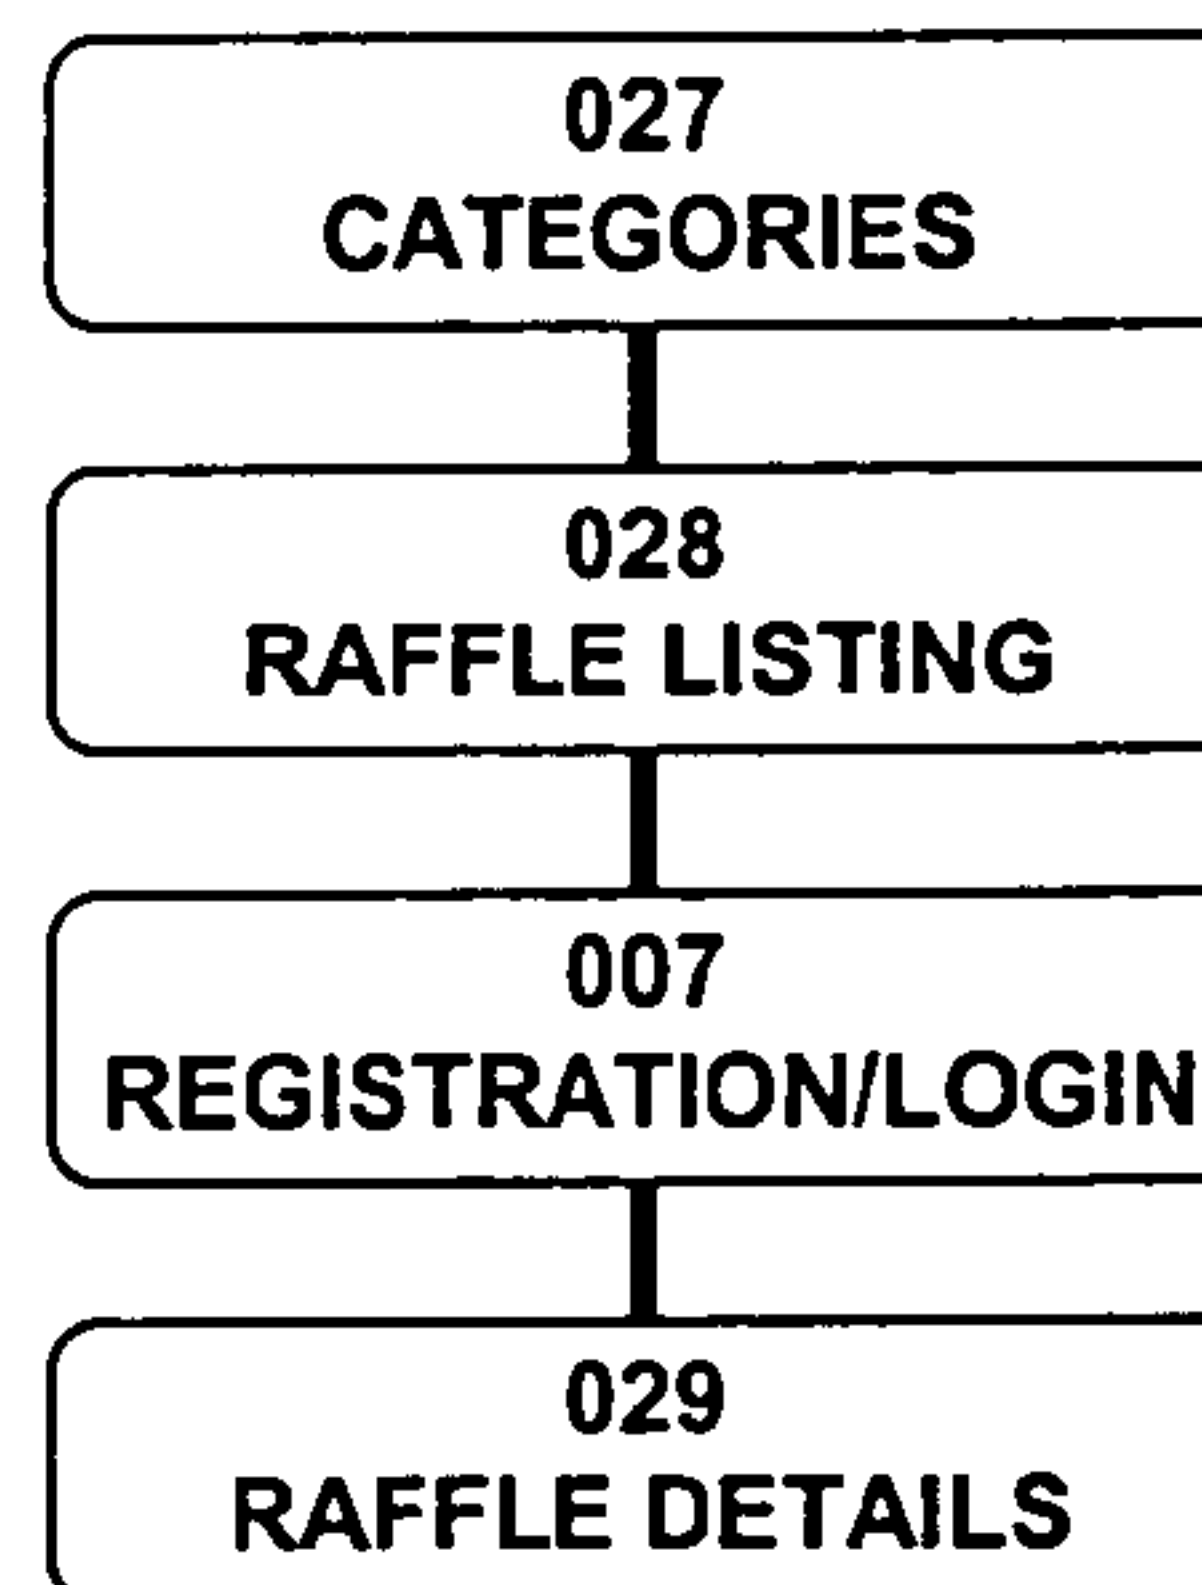 027
CATEGORIES
028
RAFFLE LISTING
007
REGISTRATION/LOGIN
029
RAFFLE DETAILS